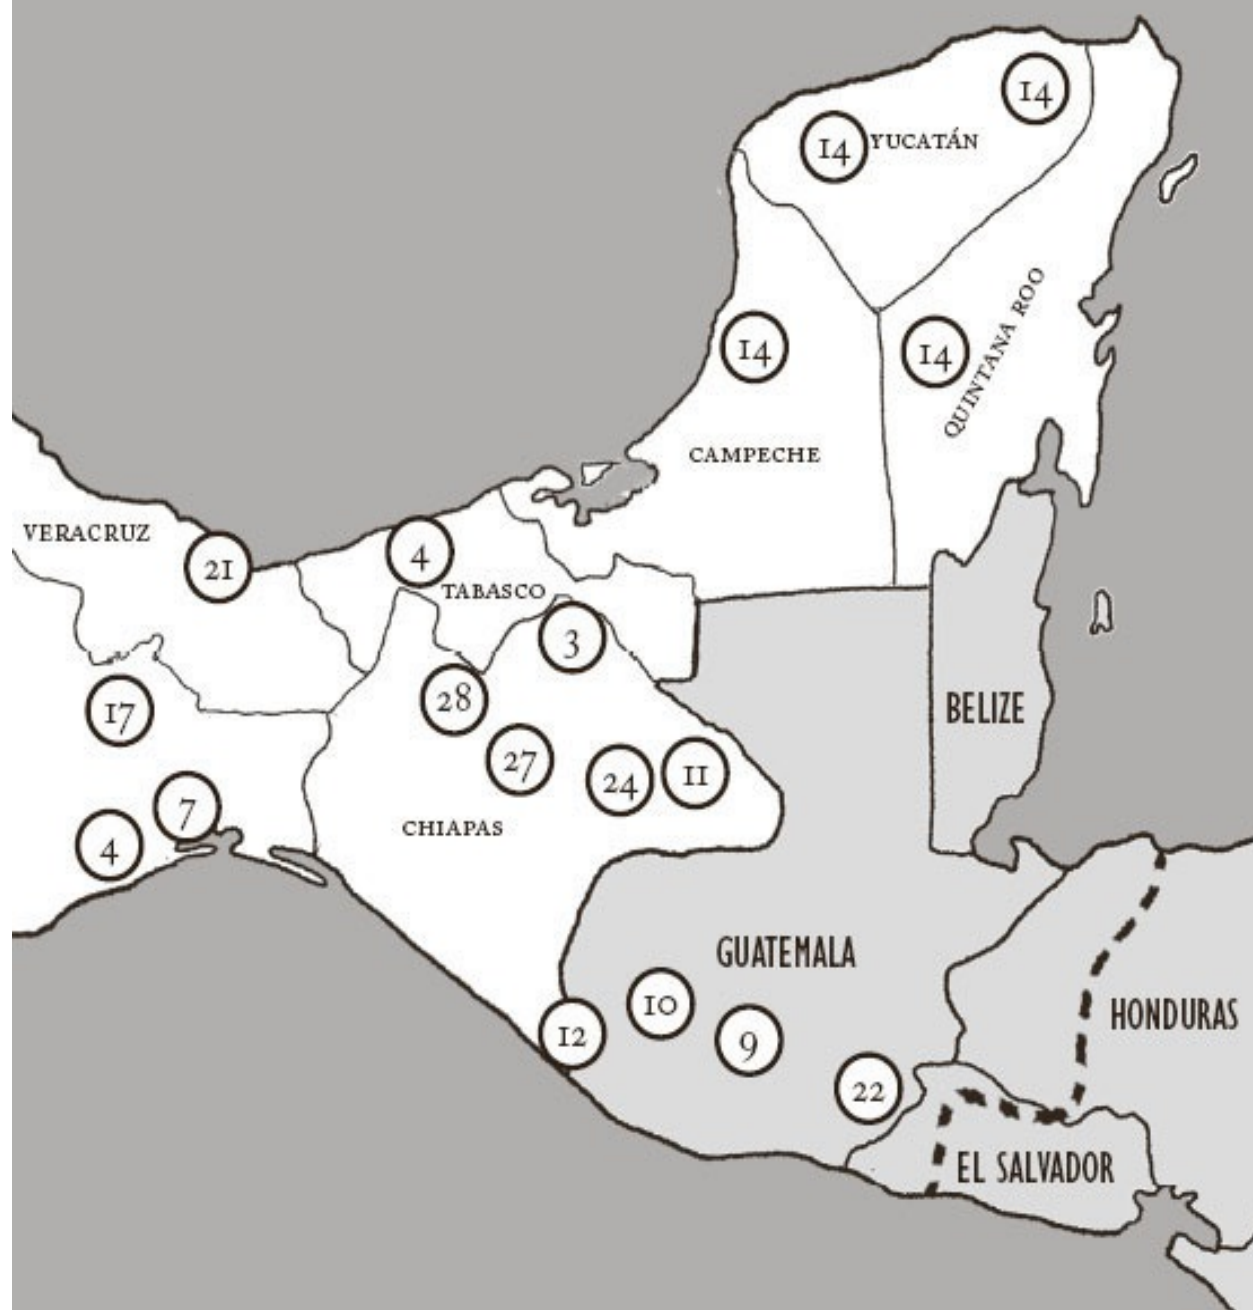 14
14
YUCATÁN
14
14
QUINTANA ROO
CAMPECHE
VERACRUZ
21
4
TABASCO
3
28
17
BELIZE
27
24
11
7
CHIAPAS
4
GUATEMALA
10
HONDURAS
12
9
22
EL SALVADOR